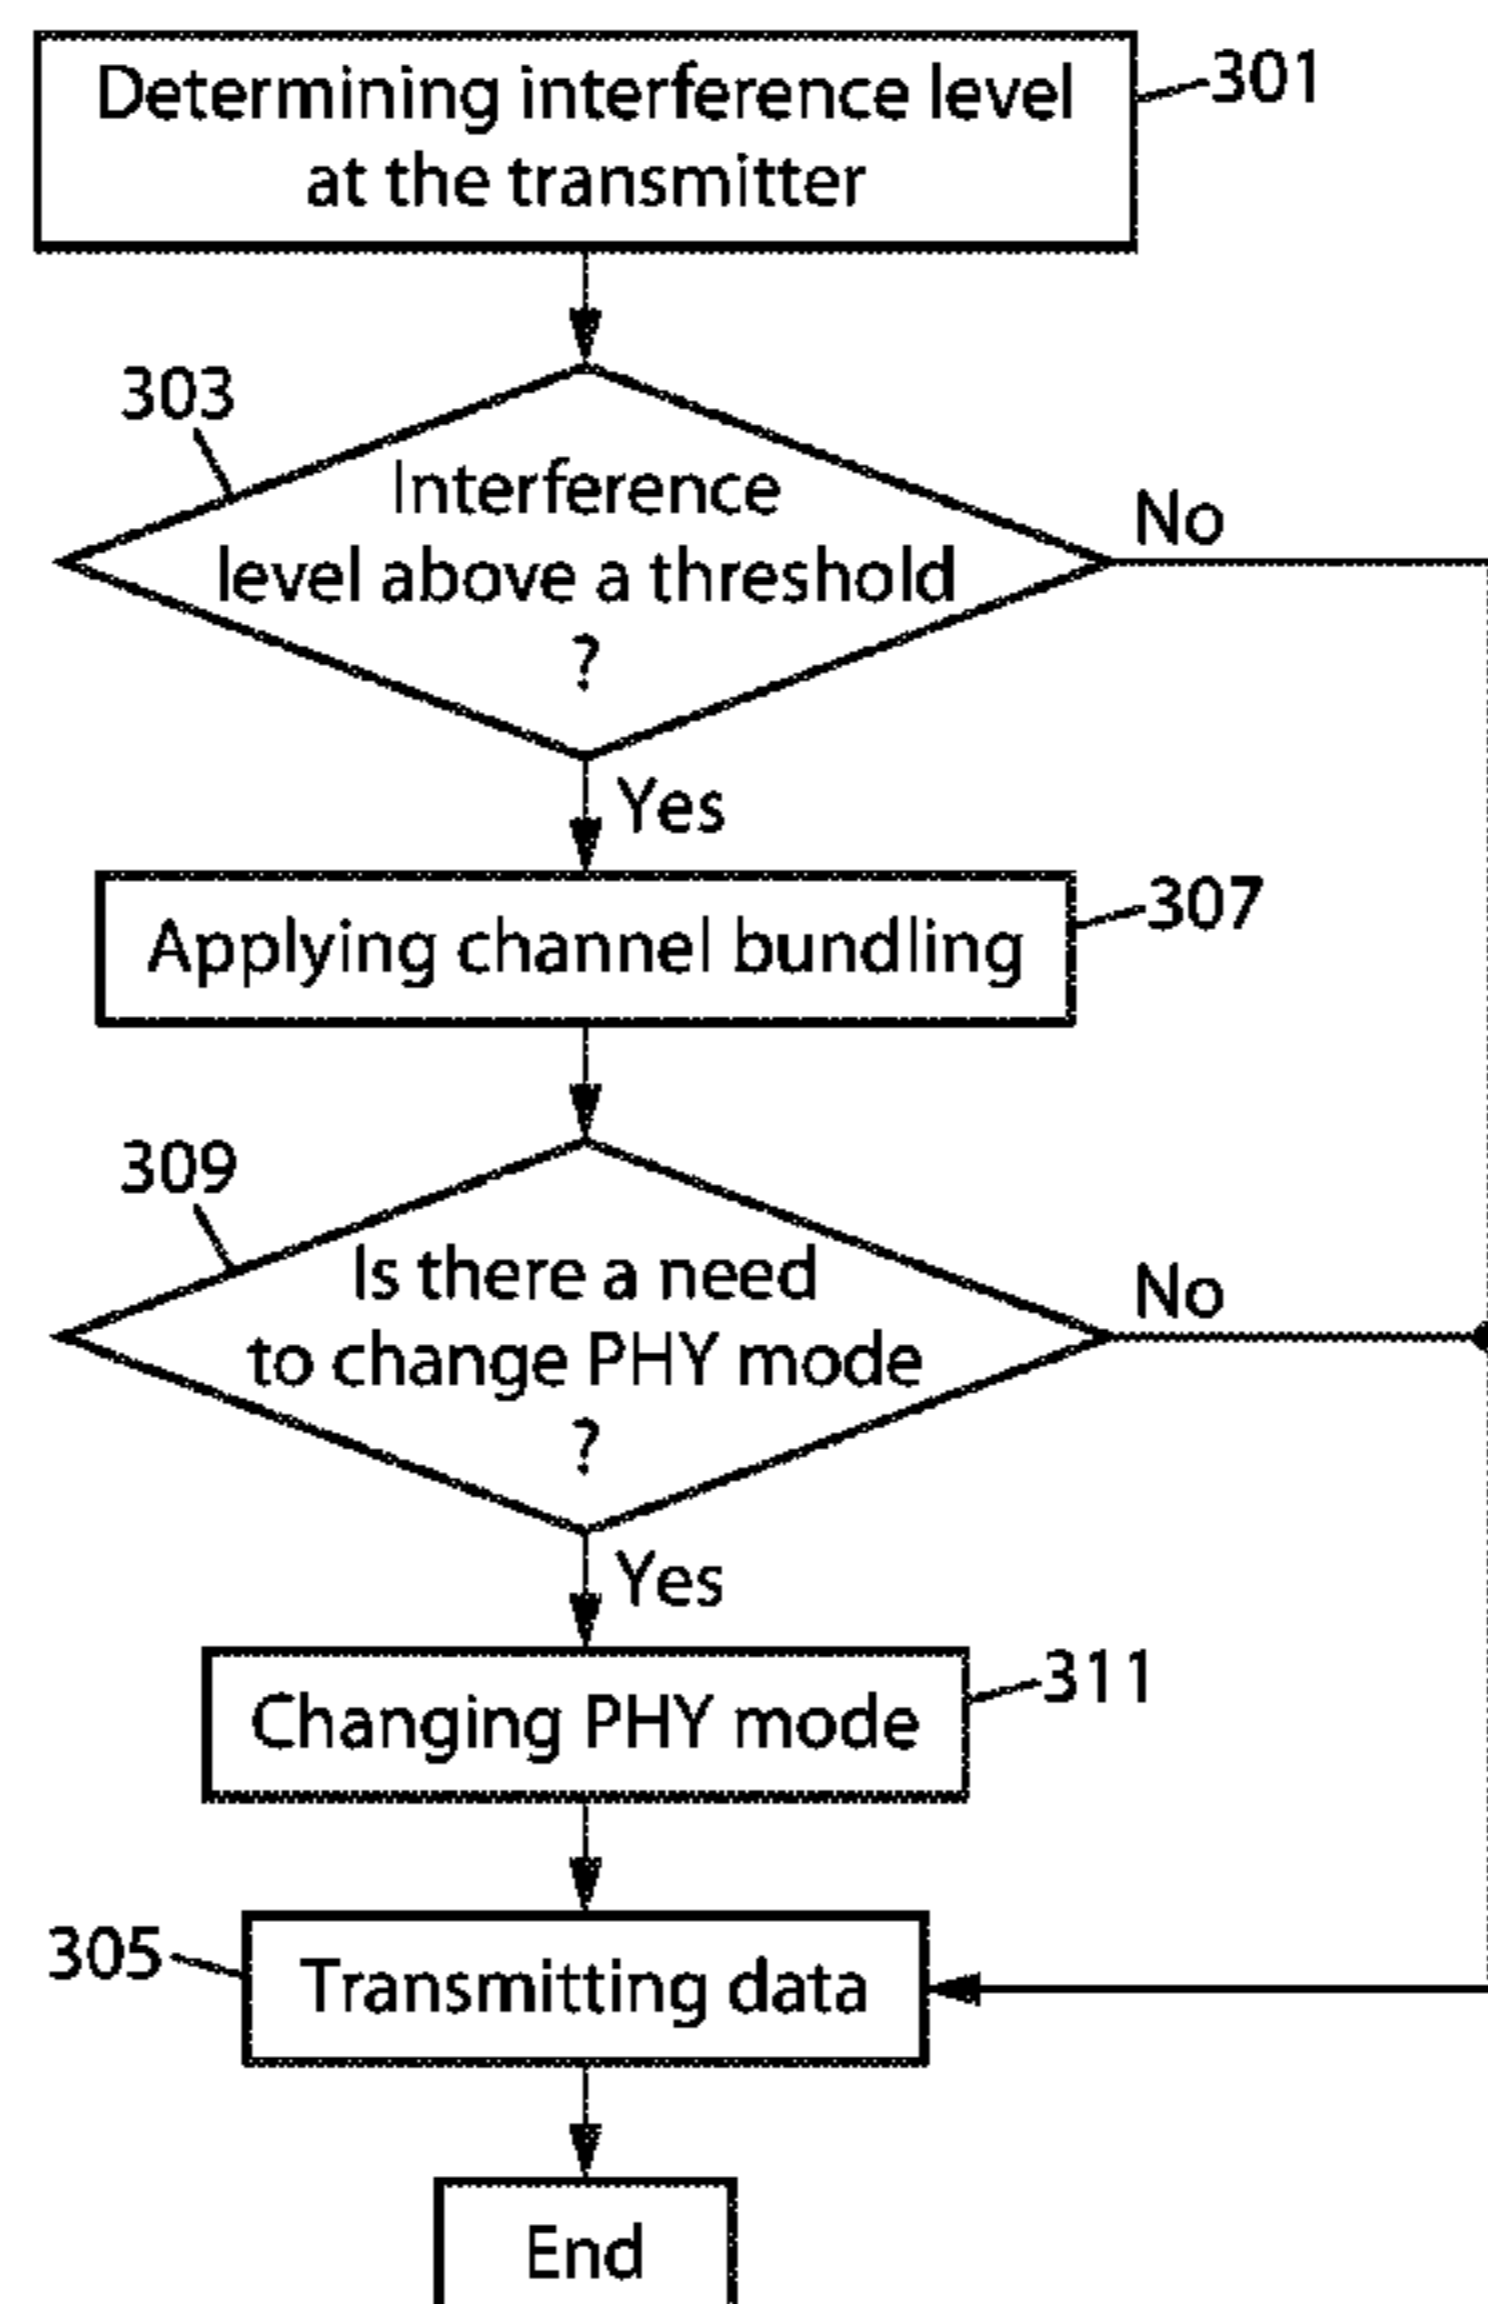 Determining interference level
at the transmitter
301
303
Interference
level above a threshold
?
No
Yes
Applying channel bundling
307
309
Is there a need
to change PHY mode
?
No
Yes
Changing PHY mode
311
305
Transmitting data
End